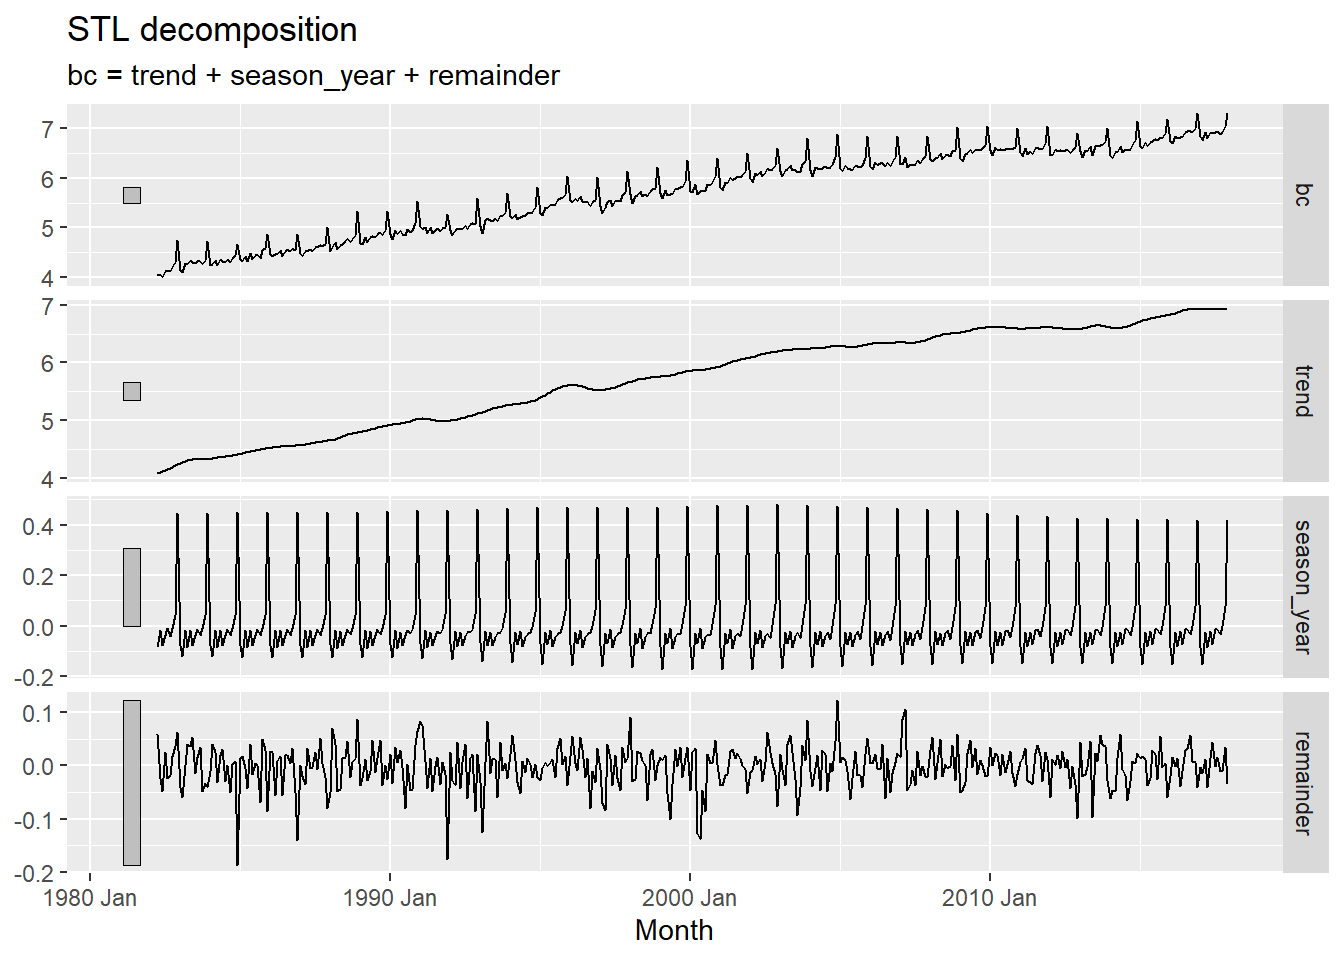 STL decomposition
bc = trend + season_year + remainder
7
6
5
4
bc
7
6
5
4
trend
0.4
0.2
0.0
-0.2
season_year
0.1
0.0
-0.1
-0.2
remainder
1980 Jan
1990 Jan
2000 Jan
2010 Jan
Month